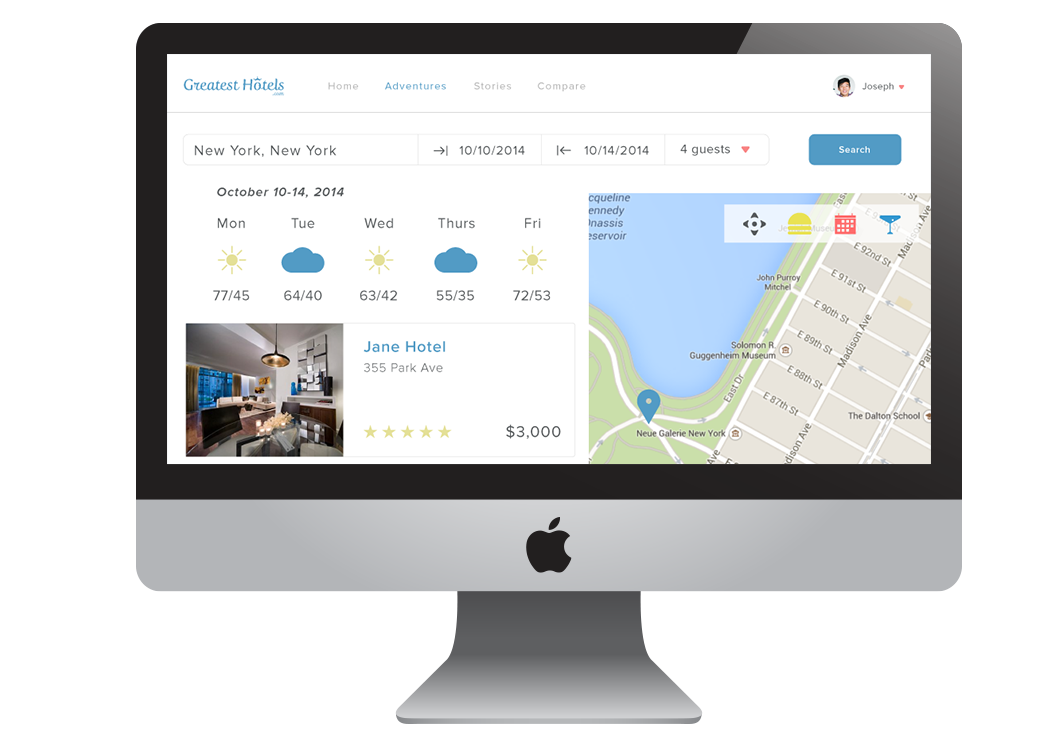 Greatest Hotels
.com
Home Adventures Stories Compare
Joseph
New York, New York
10/10/2014
10/14/2014
4 guests
Search
October 10-14, 2014
Mon Tue Wed Thurs Fri
77/45 64/40 63/42 55/35 72/53
Jane Hotel
355 Park Ave
$3,000
cqueline
ennedy
Onassis
eservoir
John Purroy
Mitchel
E 92nd St
E 91st St
E 90th St
E 89th St
E 88th St
E 87th St
Madison Ave
Solomon R.
Guggenheim Museum
East Dr
The Dalton School
Neue Galerie New York
Madison Ave
Park